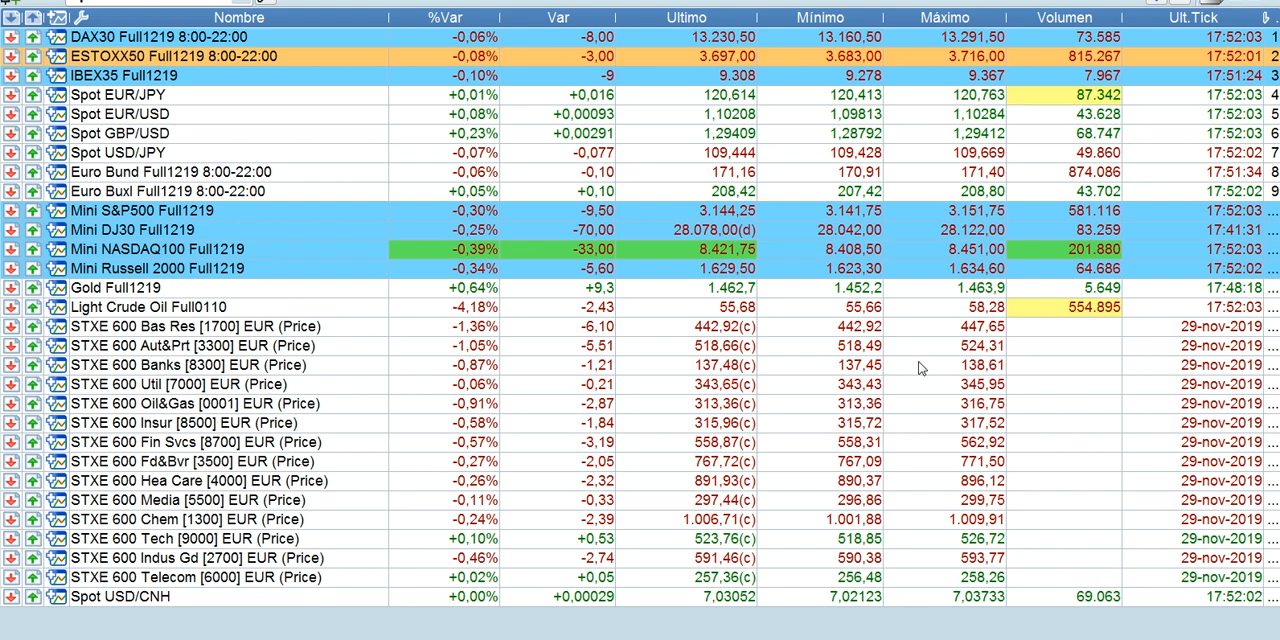 Nombre %Var Var Ultimo Mínimo Máximo Volumen Ult.Tick
DAX30 Full1219 8:00-22:00 -0,06% -8,00 13.230,50 13.160,50 13.291,50 73.585 17:52:03 1
ESTOXX50 Full1219 8:00-22:00 -0,08% -3,00 3.697,00 3.683,00 3.716,00 815.267 17:52:01 2
IBEX35 Full1219 -0,10% -9 9.308 9.278 9.367 7.967 17:51:24 3
Spot EUR/JPY +0,01% +0,016 120,614 120,413 120,763 87.342 17:52:03 4
Spot EUR/USD +0,08% +0,00093 1,10208 1,09813 1,10284 43.628 17:52:03 5
Spot GBP/USD +0,23% +0,00291 1,29409 1,28792 1,29412 68.747 17:52:03 6
Spot USD/JPY -0,07% -0,077 109,444 109,428 109,669 49.860 17:52:02 7
Euro Bund Full1219 8:00-22:00 -0,06% -0,10 171,16 170,91 171,40 874.086 17:51:34 8
Euro Buxl Full1219 8:00-22:00 +0,05% +0,10 208,42 207,42 208,80 43.702 17:52:02 9
Mini S&P500 Full1219 -0,30% -9,50 3.144,25 3.141,75 3.151,75 581.116 17:52:03 ...
Mini DJ30 Full1219 -0,25% -70,00 28.078,00(d) 28.042,00 28.122,00 83.259 17:41:31 ...
Mini NASDAQ100 Full1219 -0,39% -33,00 8.421,75 8.408,50 8.451,00 201.880 17:52:03 ...
Mini Russell 2000 Full1219 -0,34% -5,60 1.629,50 1.623,30 1.634,60 64.686 17:52:02 ...
Gold Full1219 +0,64% +9,3 1.462,7 1.452,2 1.463,9 5.649 17:48:18 ...
Light Crude Oil Full0110 -4,18% -2,43 55,68 55,66 58,28 554.895 17:52:03 ...
STXE 600 Bas Res [1700] EUR (Price) -1,36% -6,10 442,92(c) 442,92 447,65 29-nov-2019 ...
STXE 600 Aut&Prt [3300] EUR (Price) -1,05% -5,51 518,66(c) 518,49 524,31 29-nov-2019 ...
STXE 600 Banks [8300] EUR (Price) -0,87% -1,21 137,48(c) 137,45 138,61 29-nov-2019 ...
STXE 600 Util [7000] EUR (Price) -0,06% -0,21 343,65(c) 343,43 345,95 29-nov-2019 ...
STXE 600 Oil&Gas [0001] EUR (Price) -0,91% -2,87 313,36(c) 313,36 316,75 29-nov-2019 ...
STXE 600 Insur [8500] EUR (Price) -0,58% -1,84 315,96(c) 315,72 317,52 29-nov-2019 ...
STXE 600 Fin Svcs [8700] EUR (Price) -0,57% -3,19 558,87(c) 558,31 562,92 29-nov-2019 ...
STXE 600 Fd&Bvr [3500] EUR (Price) -0,27% -2,05 767,72(c) 767,09 771,50 29-nov-2019 ...
STXE 600 Hea Care [4000] EUR (Price) -0,26% -2,32 891,93(c) 890,37 896,12 29-nov-2019 ...
STXE 600 Media [5500] EUR (Price) -0,11% -0,33 297,44(c) 296,86 299,75 29-nov-2019 ...
STXE 600 Chem [1300] EUR (Price) -0,24% -2,39 1.006,71(c) 1.001,88 1.009,91 29-nov-2019 ...
STXE 600 Tech [9000] EUR (Price) +0,10% +0,53 523,76(c) 518,85 526,72 29-nov-2019 ...
STXE 600 Indus Gd [2700] EUR (Price) -0,46% -2,74 591,46(c) 590,38 593,77 29-nov-2019 ...
STXE 600 Telecom [6000] EUR (Price) +0,02% +0,05 257,36(c) 256,48 258,26 29-nov-2019 ...
Spot USD/CNH +0,00% +0,00029 7,03052 7,02123 7,03733 69.063 17:52:02 ...